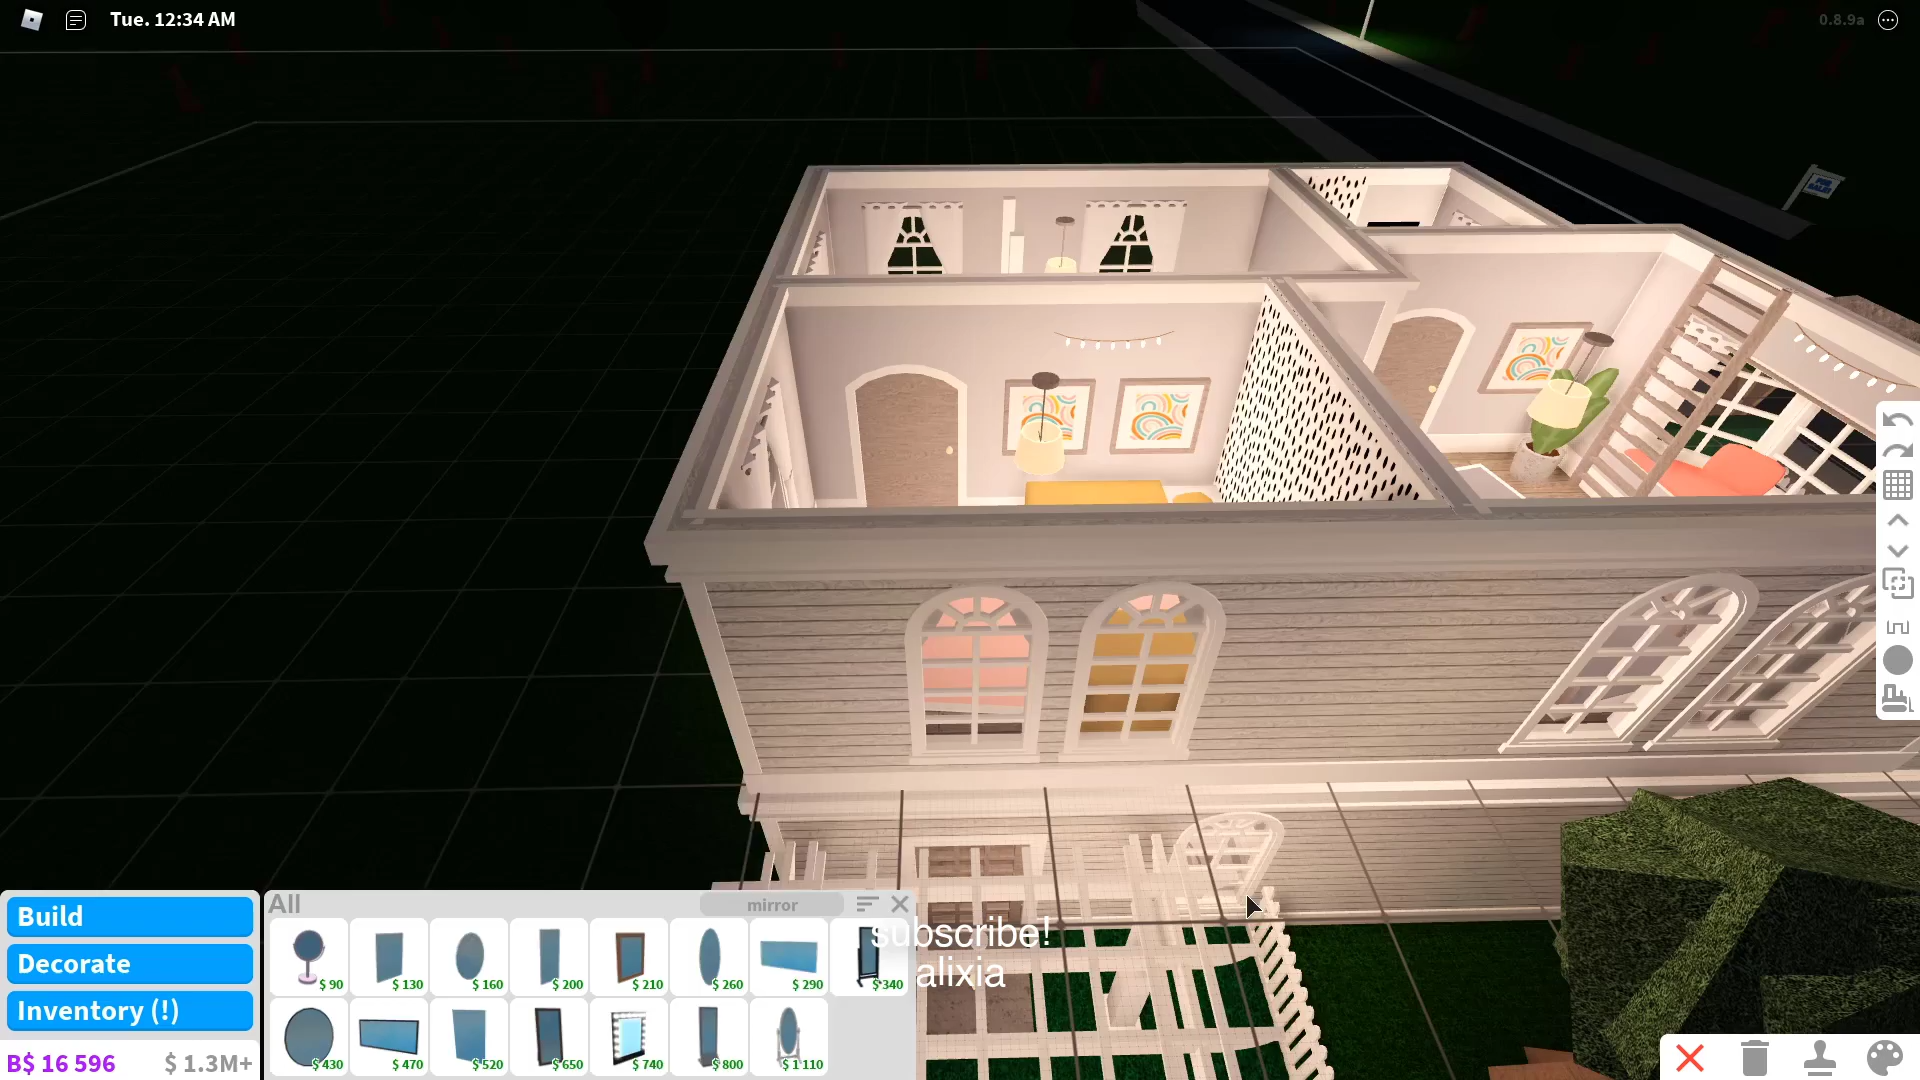 Tue. 12:34 AM
0.8.9a
Build
Decorate
Inventory (!)
B$ 16 596
$ 1.3M+
All
mirror
$ 90
$ 130
$ 160
$ 200
$ 210
$ 260
$ 290
$ 340
$ 430
$ 470
$ 520
$ 650
$ 740
$ 800
$ 1 110
subscribe!
alixia